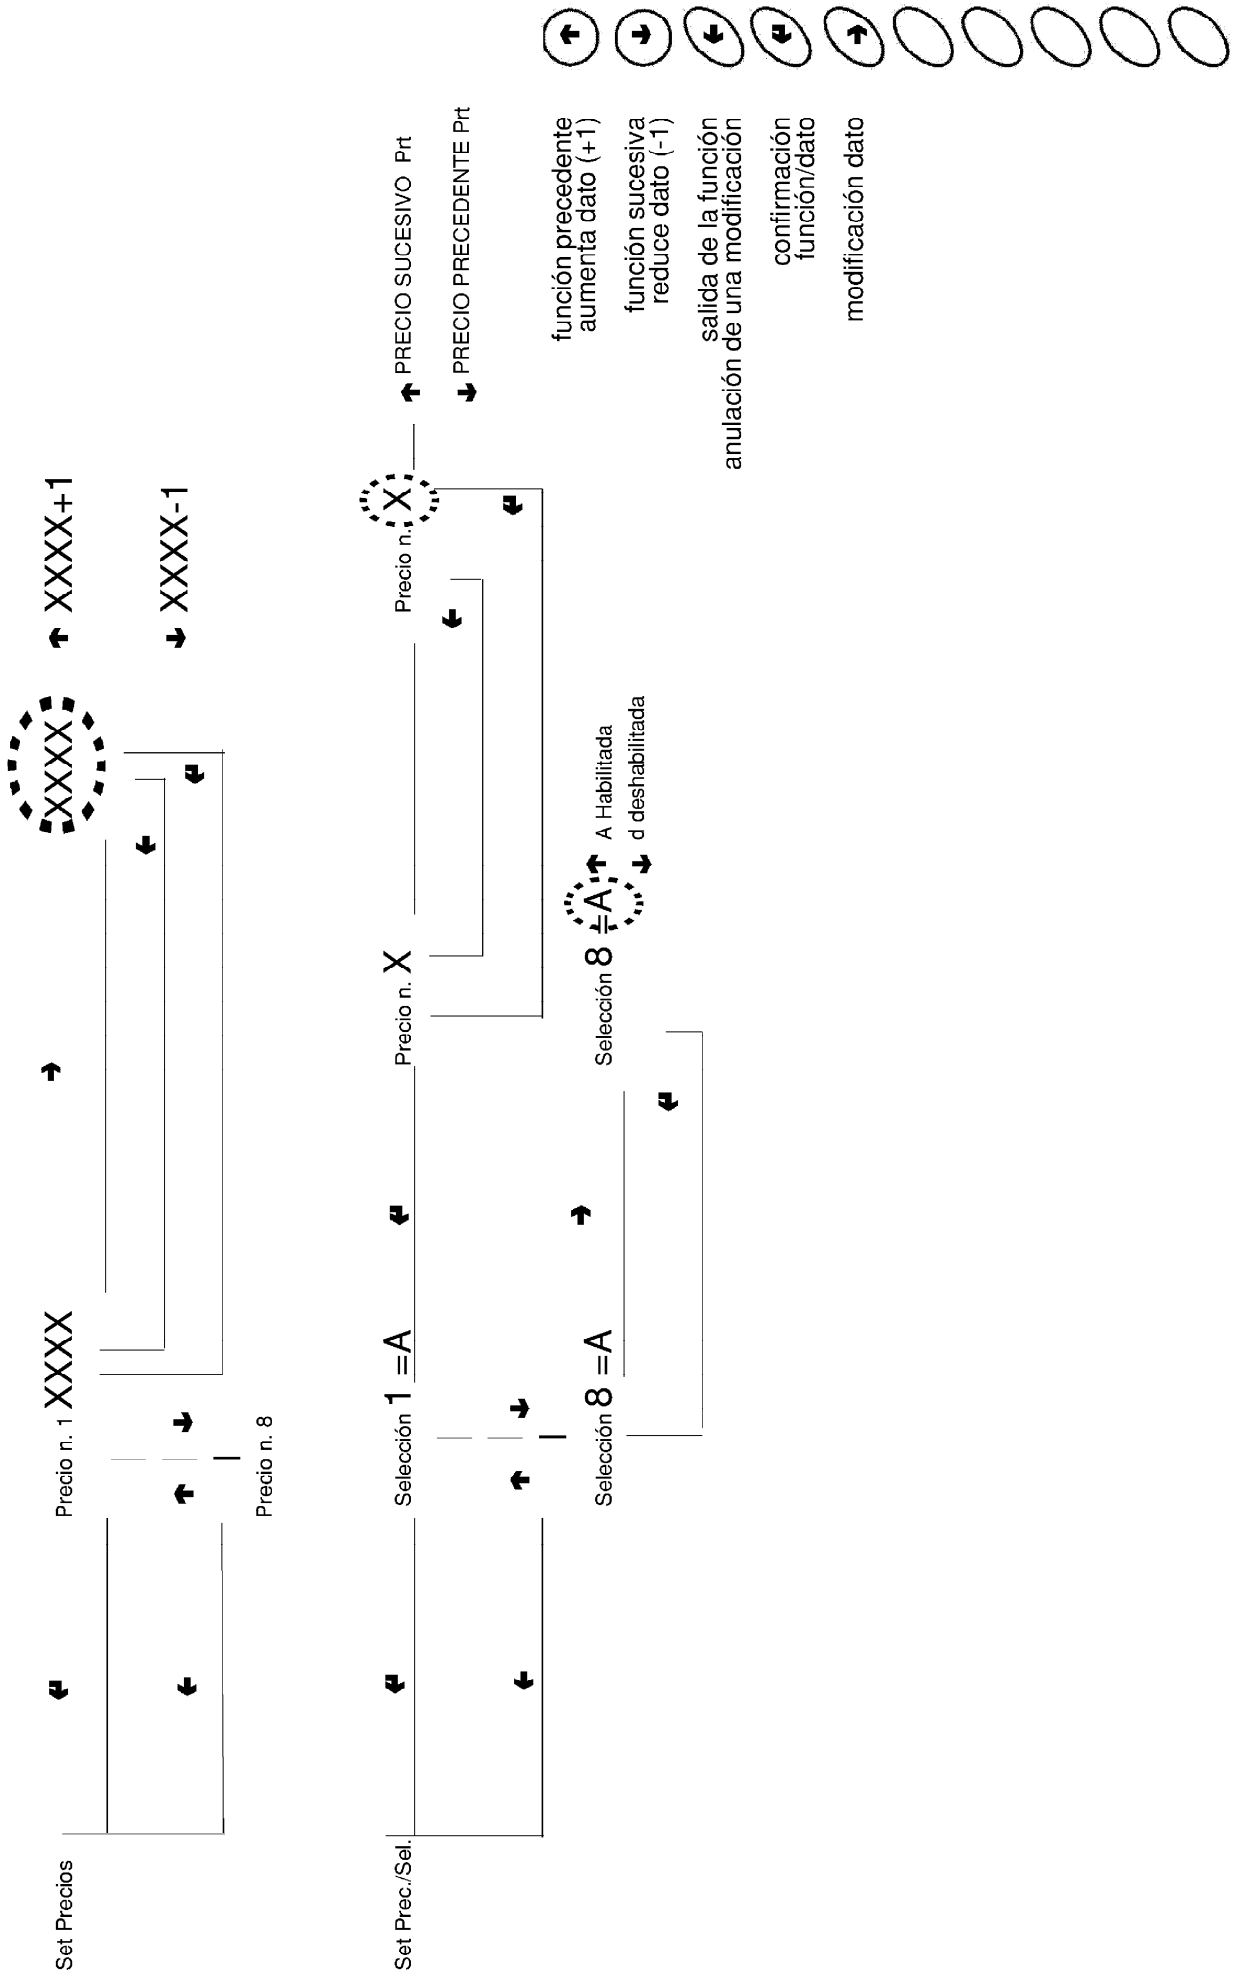 Set Precios
Precio n. 1 XXXX
XXXX
XXXX+1
XXXX-1
Precio n. 8
Set Prec./Sel.
Selección 1 =A
Precio n. X
Precio n. X
PRECIO SUCESIVO Prt
PRECIO PRECEDENTE Prt
Selección 8 =A
Selección 8 =A
A Habilitada
d deshabilitada
función precedente
aumenta dato (+1)
función sucesiva
reduce dato (-1)
salida de la función
anulación de una modificación
confirmación
función/dato
modificación dato